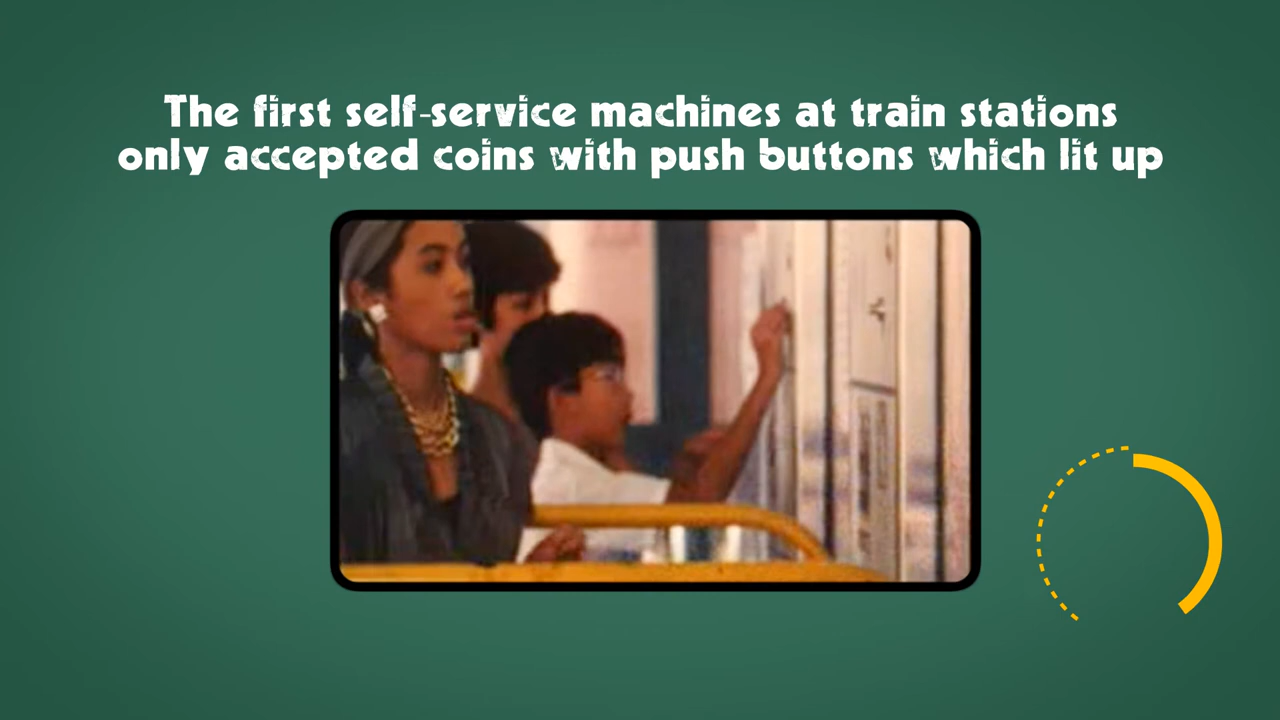 The first self-service machines at train stations
only accepted coins with push buttons which lit up